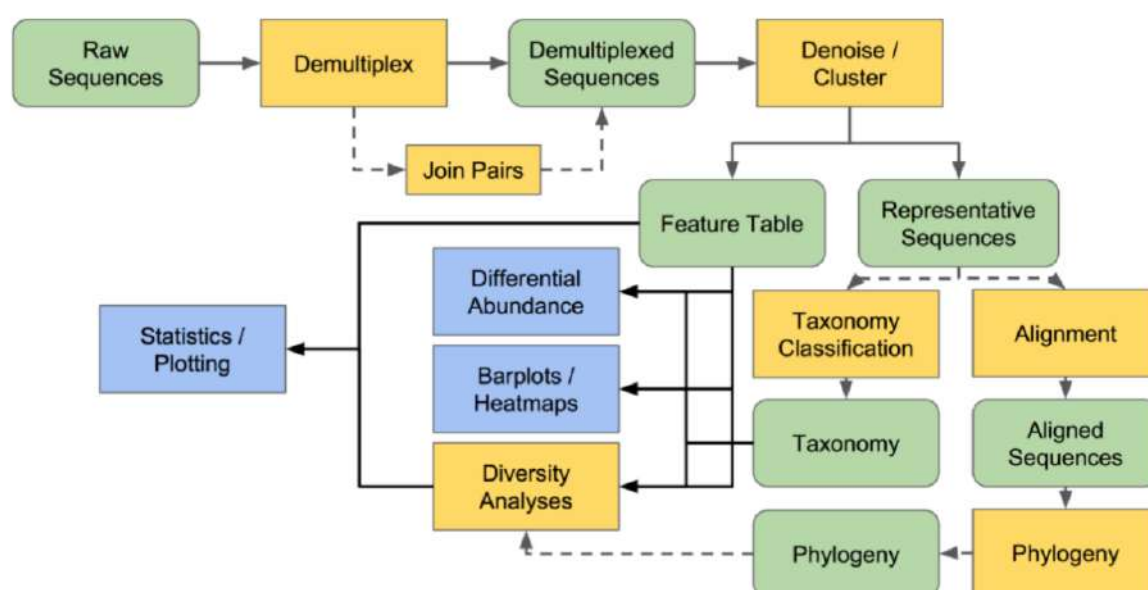 Raw
Sequences
Demultiplex
Demultiplexed
Sequences
Denoise /
Cluster
Join Pairs
Feature Table
Representative
Sequences
Differential
Abundance
Taxonomy
Classification
Alignment
Statistics /
Plotting
Barplots /
Heatmaps
Taxonomy
Aligned
Sequences
Diversity
Analyses
Phylogeny
Phylogeny